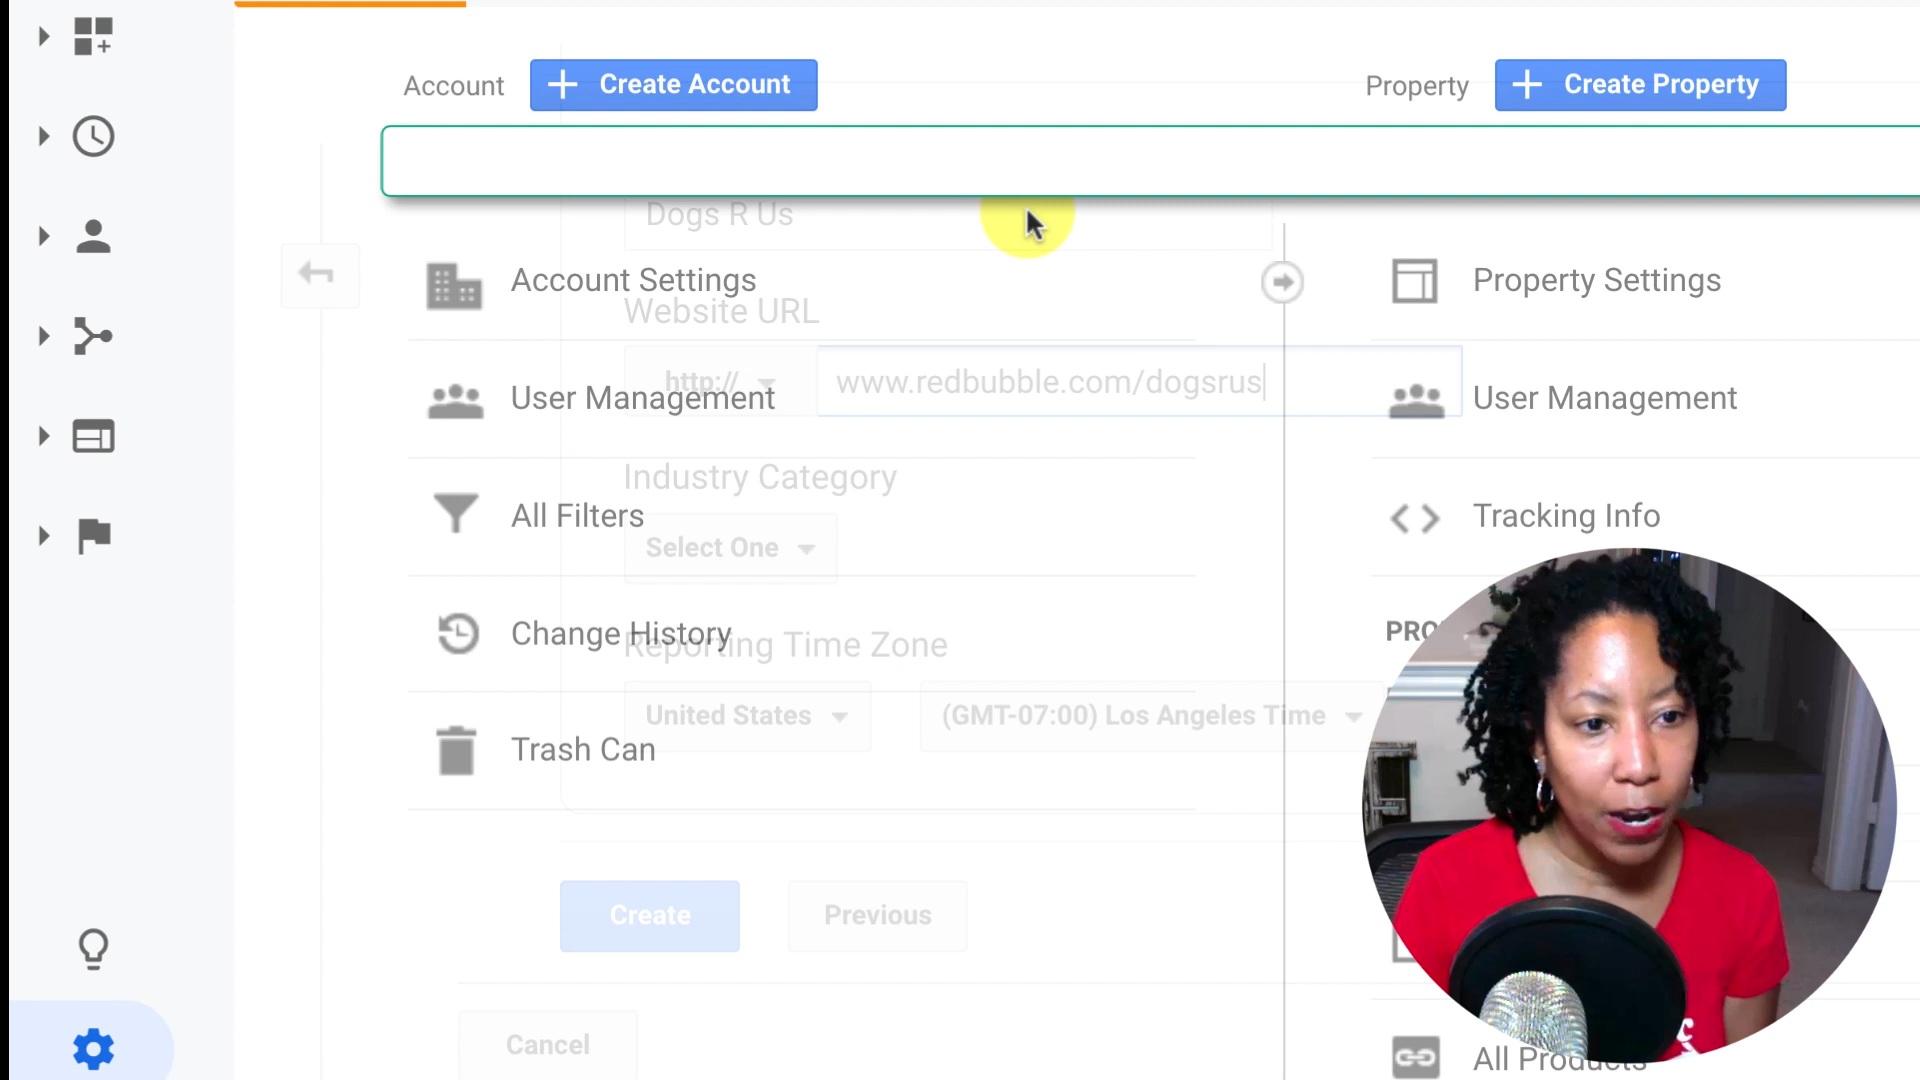 Account
+ Create Account
Property
+ Create Property
Dogs R Us
Account Settings
Property Settings
Website URL
http://
www.redbubble.com/dogsrus
User Management
User Management
Industry Category
All Filters
Tracking Info
Select One
Change History
Reporting Time Zone
PRO
United States
(GMT-07:00) Los Angeles Time
Trash Can
Create
Previous
Cancel
All Products